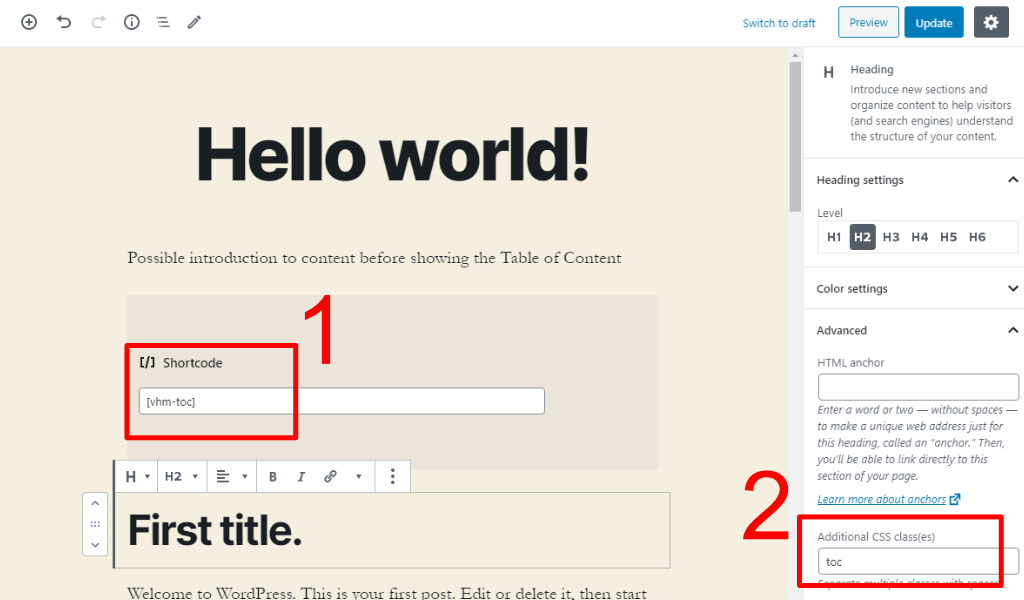 Switch to draft
Preview
Update
Hello world!
Possible introduction to content before showing the Table of Content
1
[/] Shortcode
[vhm-toc]
H H2 B I
First title.
Welcome to WordPress. This is your first post. Edit or delete it, then start
H Heading
Introduce new sections and
organize content to help visitors
(and search engines) understand
the structure of your content.
Heading settings
Level
H1 H2 H3 H4 H5 H6
Color settings
Advanced
HTML anchor
Enter a word or two — without spaces —
to make a unique web address just for
this heading, called an “anchor.” Then,
you’ll be able to link directly to this
section of your page.
Learn more about anchors
2
Additional CSS class(es)
toc
Separate multiple classes with spaces.